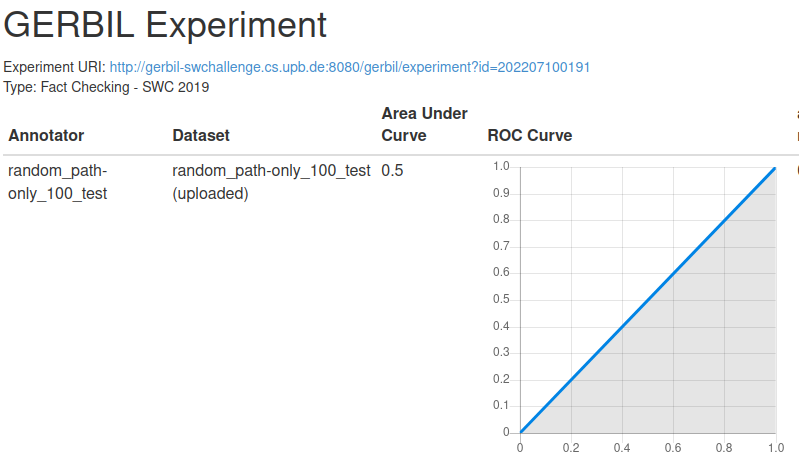 GERBIL Experiment
Experiment URI: http://gerbil-swchallenge.cs.upb.de:8080/gerbil/experiment?id=202207100191
Type: Fact Checking - SWC 2019
Annotator Dataset Area Under Curve ROC Curve
random_path-only_100_test random_path-only_100_test (uploaded) 0.5
1.0
0.9
0.8
0.7
0.6
0.5
0.4
0.3
0.2
0.1
0
0 0.2 0.4 0.6 0.8 1.0